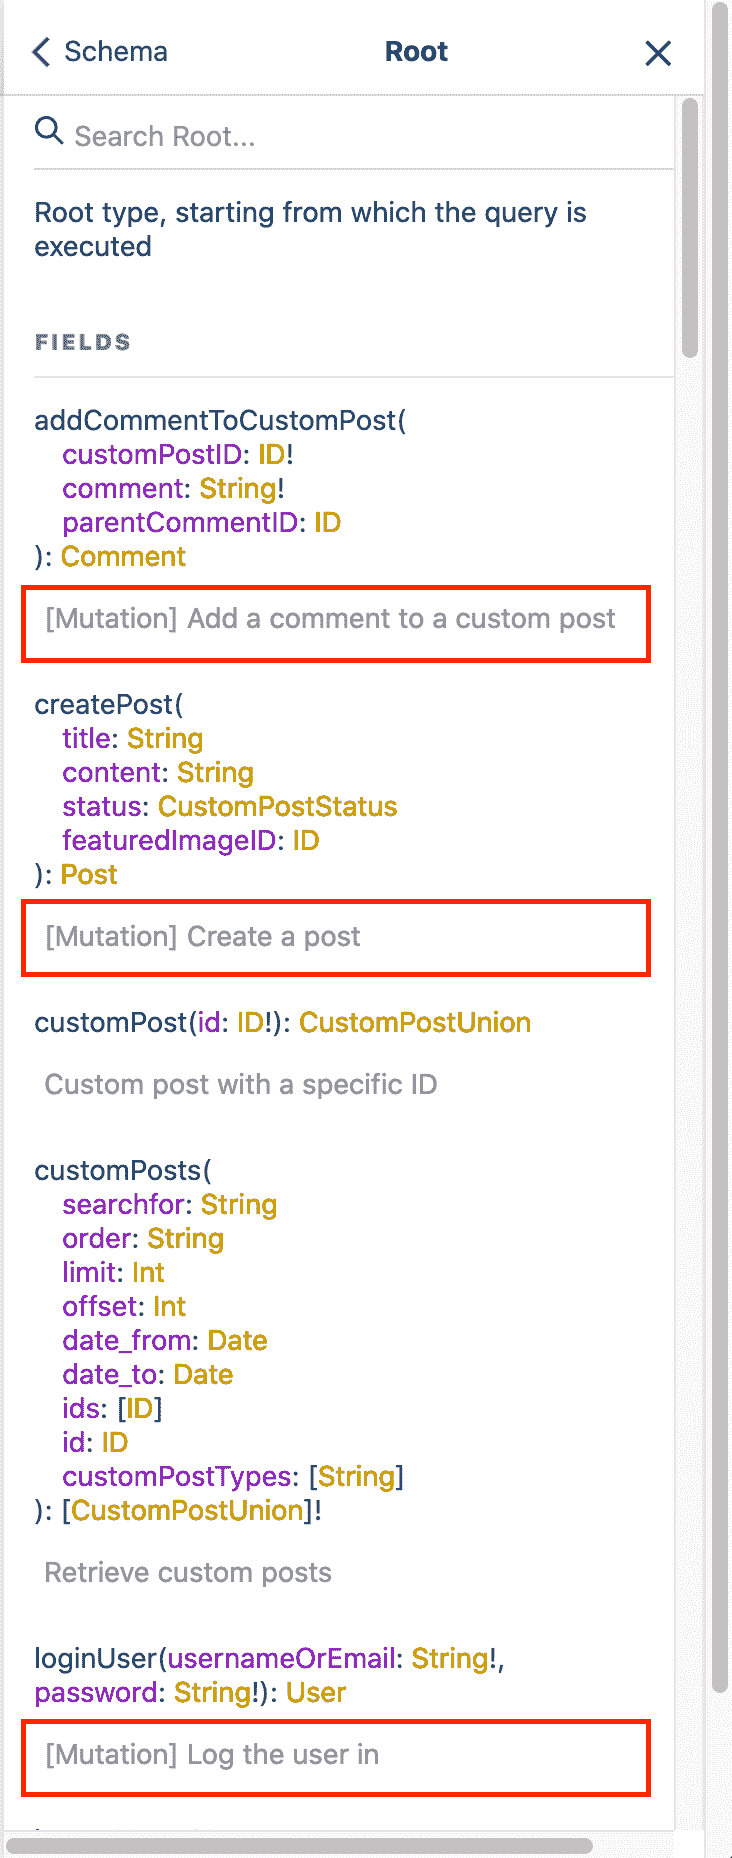 Schema
Root
Search Root...
Root type, starting from which the query is
executed
FIELDS
addCommentToCustomPost(
customPostID: ID!
comment: String!
parentCommentID: ID
): Comment
[Mutation] Add a comment to a custom post
createPost(
title: String
content: String
status: CustomPostStatus
featuredImageID: ID
): Post
[Mutation] Create a post
customPost(id: ID!): CustomPostUnion
Custom post with a specific ID
customPosts(
searchfor: String
order: String
limit: Int
offset: Int
date_from: Date
date_to: Date
ids: [ID]
id: ID
customPostTypes: [String]
): [CustomPostUnion]!
Retrieve custom posts
loginUser(usernameOrEmail: String!,
password: String!): User
[Mutation] Log the user in